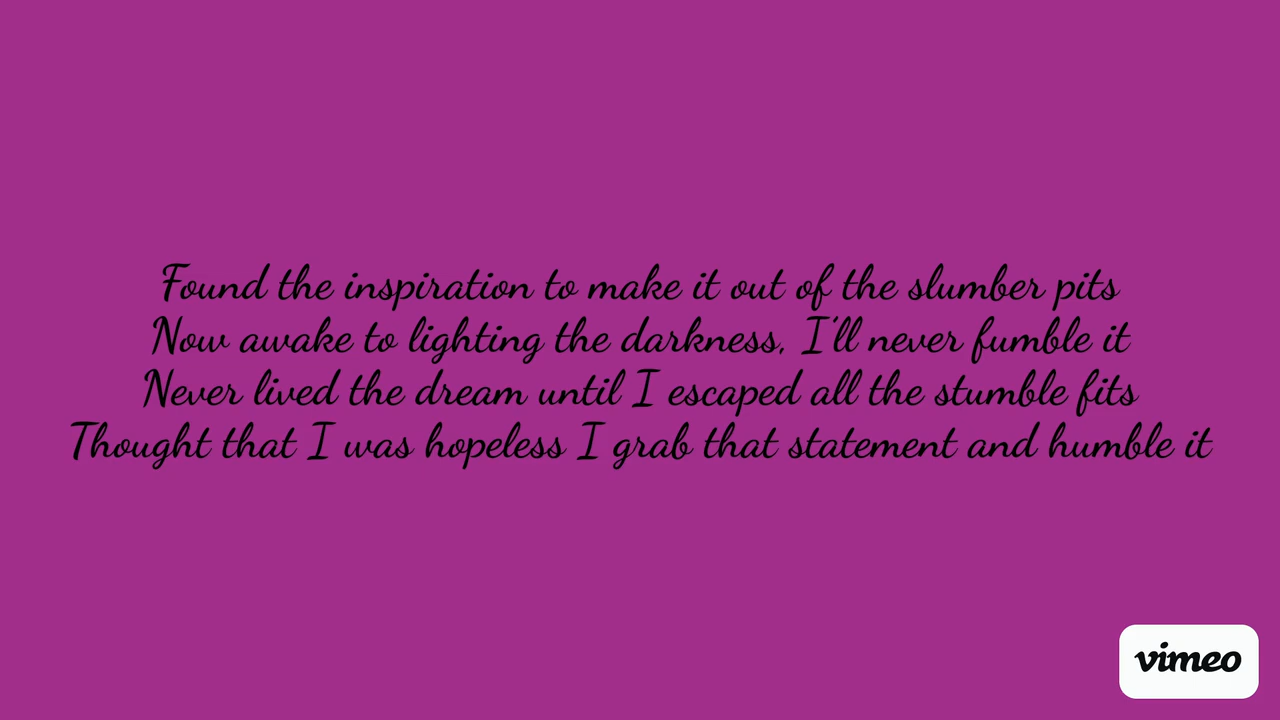 Found the inspiration to make it out of the slumber pits
Now awake to lighting the darkness, I'll never fumble it
Never lived the dream until I escaped all the stumble fits
Thought that I was hopeless I grab that statement and humble it
vimeo